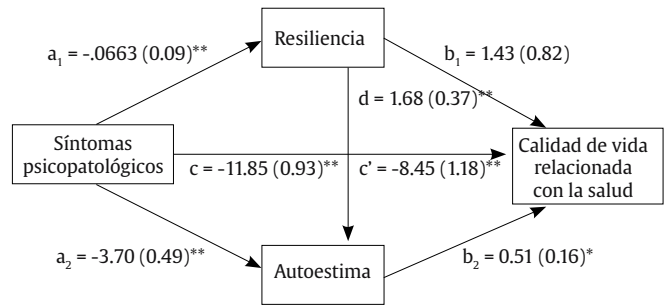 Resiliencia
a₁ = -.0663 (0.09)**
b₁ = 1.43 (0.82)
d = 1.68 (0.37)**
Síntomas
psicopatológicos
c = -11.85 (0.93)**
c’ = -8.45 (1.18)**
Calidad de vida
relacionada
con la salud
a₂ = -3.70 (0.49)**
Autoestima
b₂ = 0.51 (0.16)*